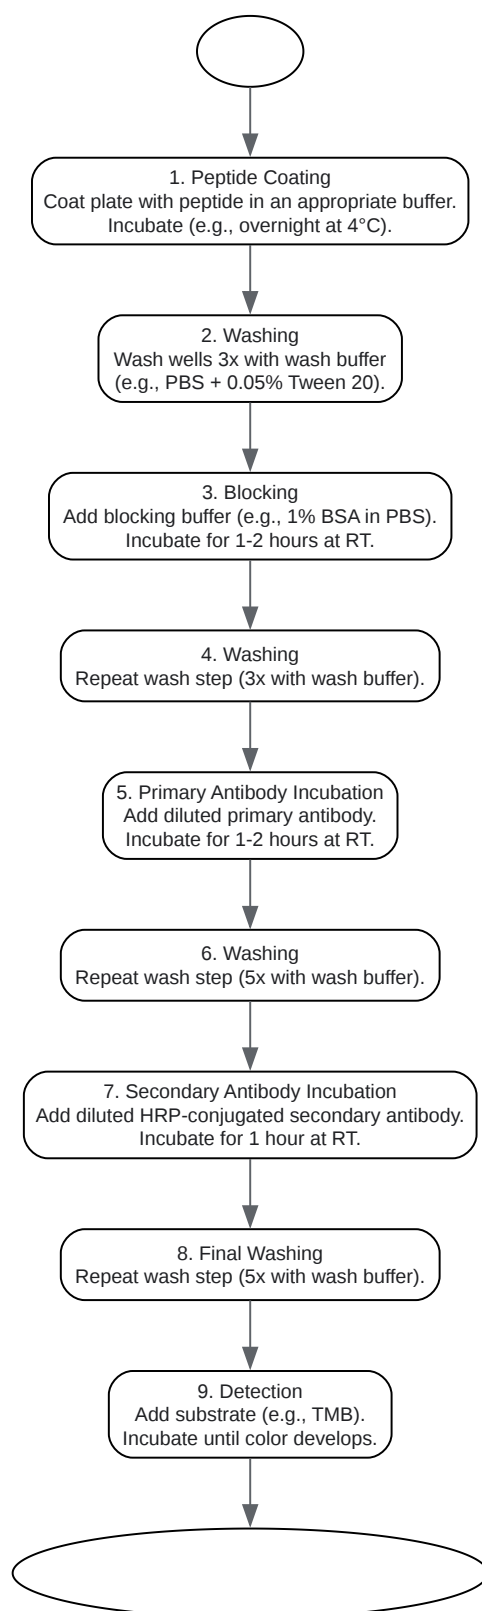 1. Peptide Coating
Coat plate with peptide in an appropriate buffer.
Incubate (e.g., overnight at 4°C).
2. Washing
Wash wells 3x with wash buffer
(e.g., PBS + 0.05% Tween 20).
3. Blocking
Add blocking buffer (e.g., 1% BSA in PBS).
Incubate for 1-2 hours at RT.
4. Washing
Repeat wash step (3x with wash buffer).
5. Primary Antibody Incubation
Add diluted primary antibody.
Incubate for 1-2 hours at RT.
6. Washing
Repeat wash step (5x with wash buffer).
7. Secondary Antibody Incubation
Add diluted HRP-conjugated secondary antibody.
Incubate for 1 hour at RT.
8. Final Washing
Repeat wash step (5x with wash buffer).
9. Detection
Add substrate (e.g., TMB).
Incubate until color develops.